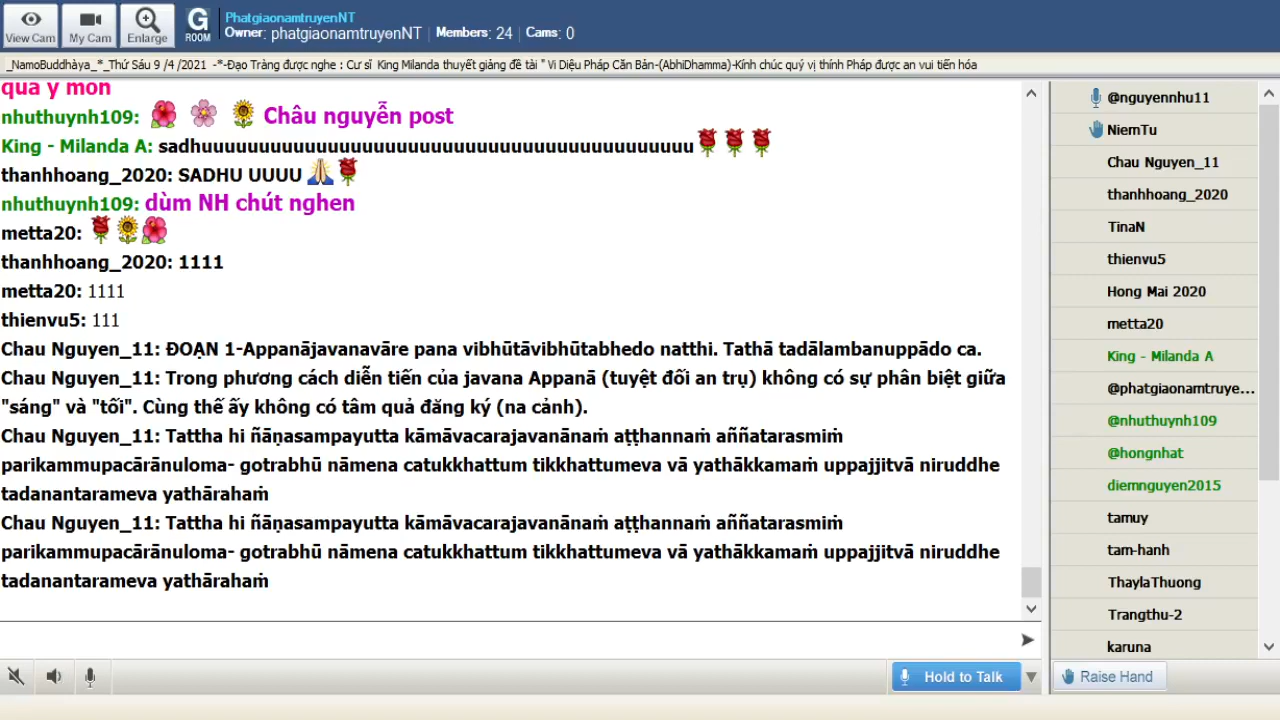 View Cam
My Cam
Enlarge
G
ROOM
PhatgiaonamtruyenNT
Owner: phatgiaonamtruyenNT | Members: 24 | Cams: 0
_NamoBuddhàya_*_Thứ Sáu 9 /4 /2021 -*-Đạo Tràng được nghe : Cư sĩ King Milanda thuyết giảng đề tài " Vi Diệu Pháp Căn Bản-(AbhiDhamma)-Kính chúc quý vị thính Pháp được an vui tiến hóa
qua ý môn
nhuthuynh109: Châu nguyễn post
King - Milanda A: sadhuuuuuuuuuuuuuuuuuuuuuuuuuuuuuuuuuuuuuuuuuuu
thanhhoang_2020: SADHU UUUU
nhuthuynh109: dùm NH chút nghen
metta20:
thanhhoang_2020: 1111
metta20: 1111
thienvu5: 111
Chau Nguyen_11: ĐOẠN 1-Appanājavanavāre pana vibhūtāvibhūtabhedo natthi. Tathā tadālambanuppādo ca.
Chau Nguyen_11: Trong phương cách diễn tiến của javana Appanā (tuyệt đối an trụ) không có sự phân biệt giữa
"sáng" và "tối". Cùng thế ấy không có tâm quả đăng ký (na cảnh).
Chau Nguyen_11: Tattha hi ñāṇasampayutta kāmāvacarajavanānaṁ aṭṭhannaṁ aññatarasmiṁ
parikammupacārānuloma- gotrabhū nāmena catukkhattum tikkhattumeva vā yathākkamaṁ uppajjitvā niruddhe
tadanantarameva yathārahaṁ
Chau Nguyen_11: Tattha hi ñāṇasampayutta kāmāvacarajavanānaṁ aṭṭhannaṁ aññatarasmiṁ
parikammupacārānuloma- gotrabhū nāmena catukkhattum tikkhattumeva vā yathākkamaṁ uppajjitvā niruddhe
tadanantarameva yathārahaṁ
Hold to Talk
@nguyennhu11
NiemTu
Chau Nguyen_11
thanhhoang_2020
TinaN
thienvu5
Hong Mai 2020
metta20
King - Milanda A
@phatgiaonamtruye...
@nhuthuynh109
@hongnhat
diemnguyen2015
tamuy
tam-hanh
ThaylaThuong
Trangthu-2
karuna
Raise Hand